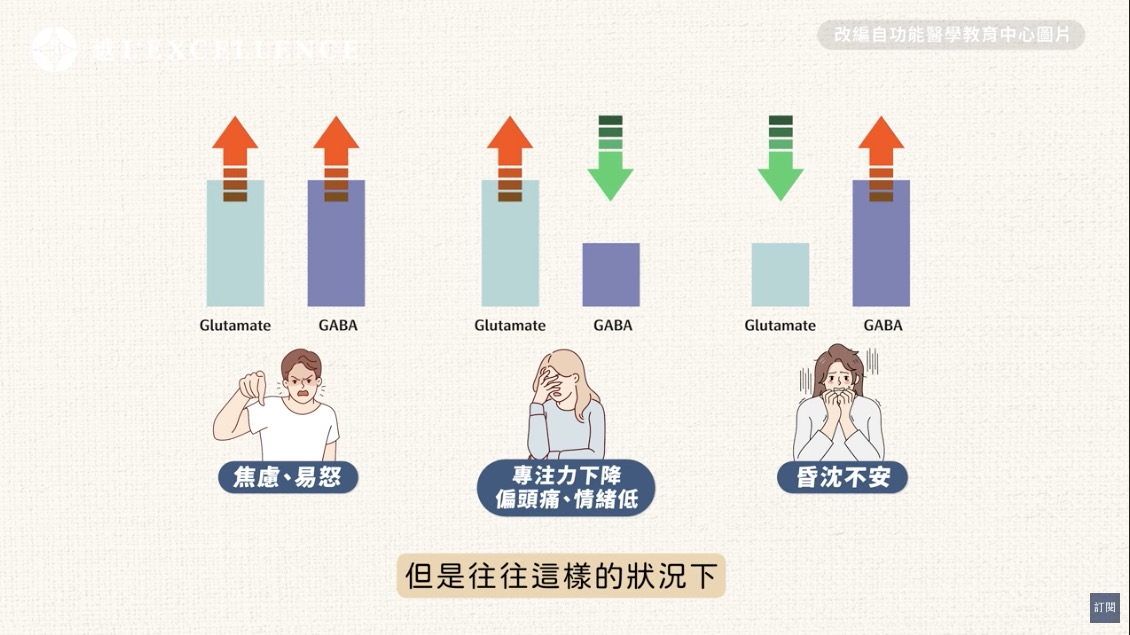 EXCELLENCE
改編自功能醫學教育中心圖片
Glutamate
GABA
Glutamate
GABA
Glutamate
GABA
焦慮、易怒
專注力下降
偏頭痛、情緒低
昏沈不安
但是往往這樣的狀況下
訂閱